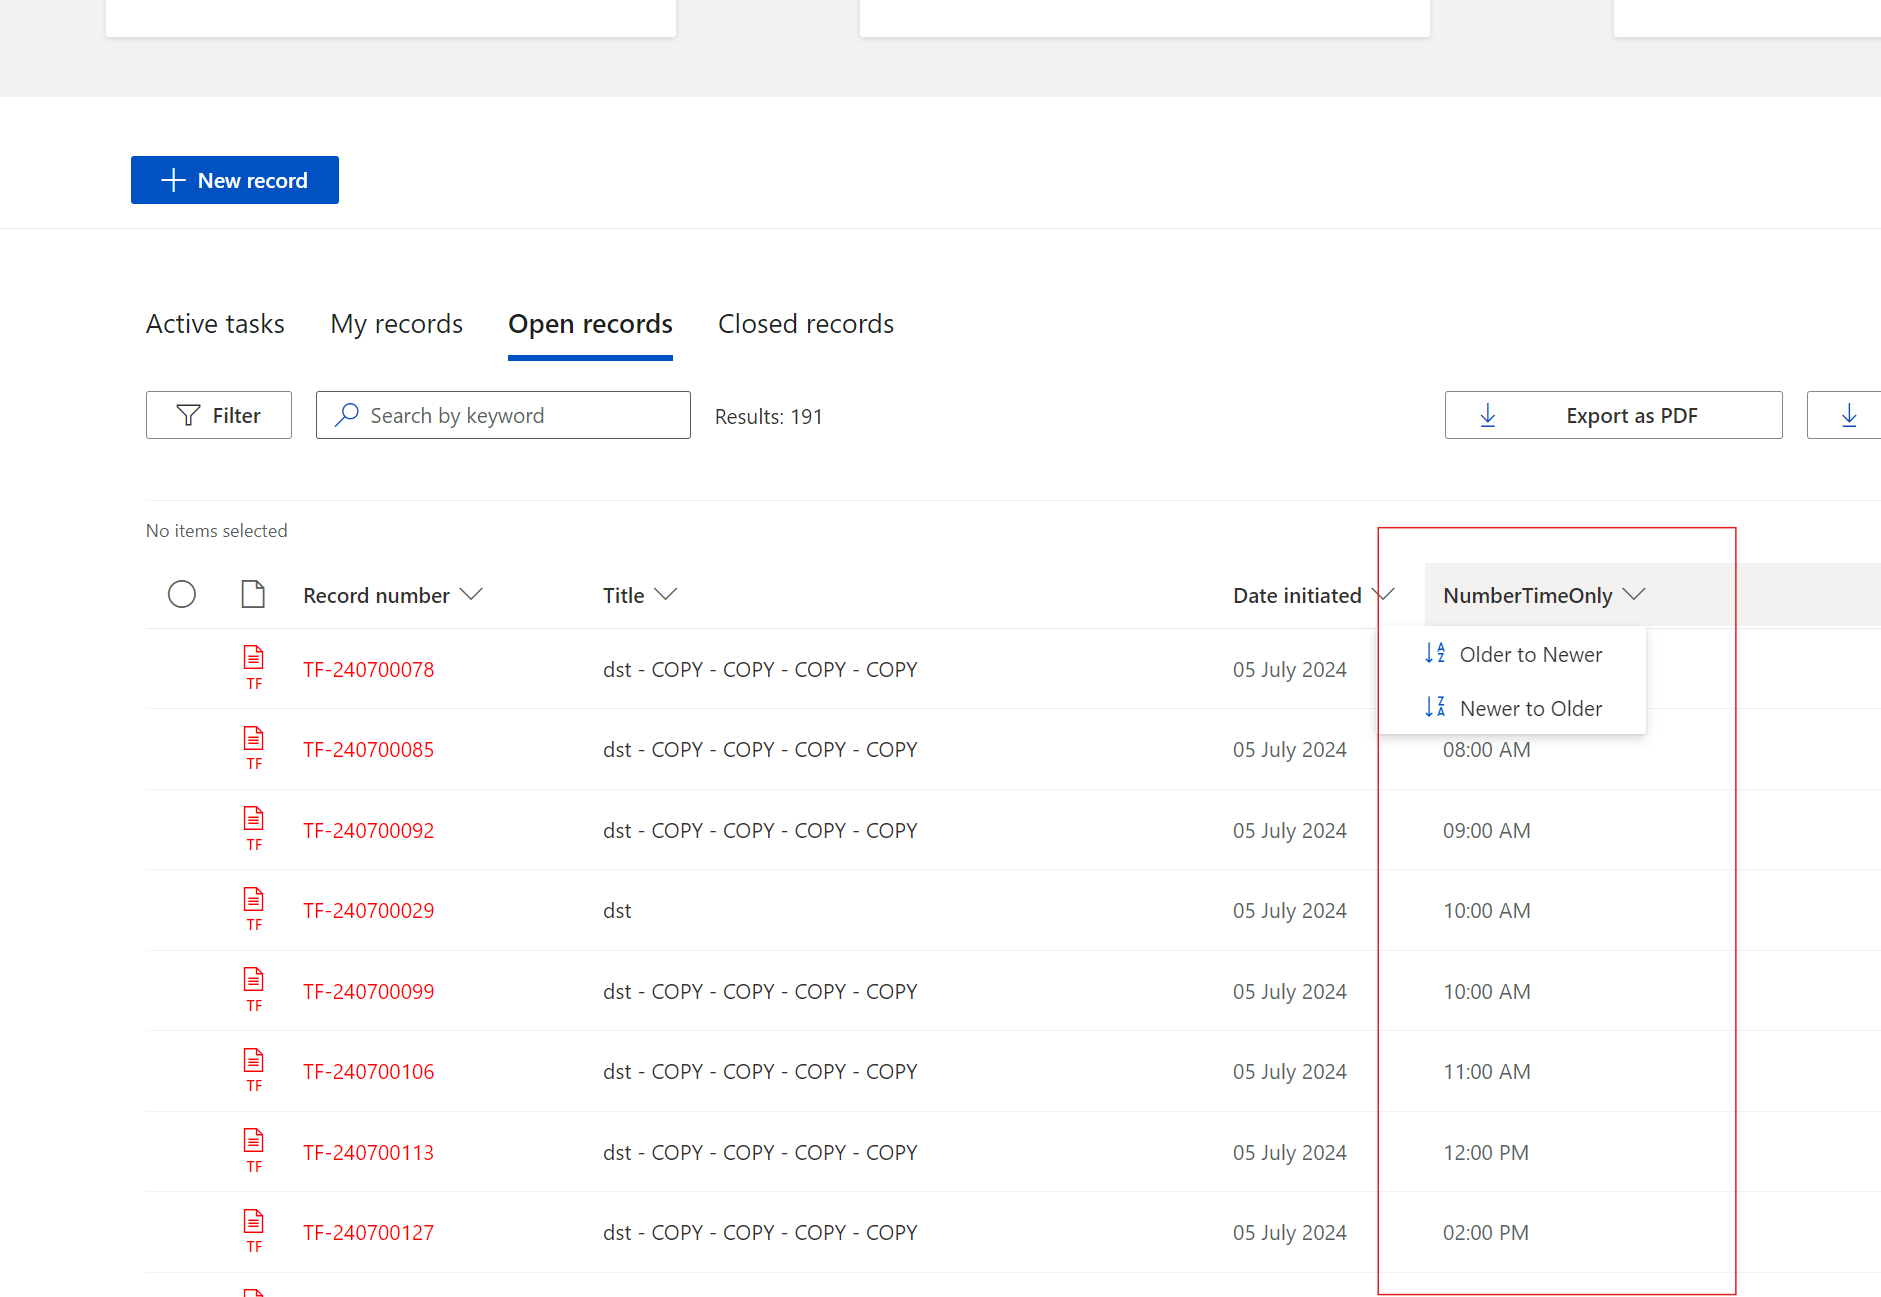 New record
Active tasks My records Open records Closed records
Filter Search by keyword Results: 191 Export as PDF
No items selected
Record number Title Date initiated NumberTimeOnly
Older to Newer
Newer to Older
TF TF-240700078 dst - COPY - COPY - COPY - COPY 05 July 2024
TF TF-240700085 dst - COPY - COPY - COPY - COPY 05 July 2024 08:00 AM
TF TF-240700092 dst - COPY - COPY - COPY - COPY 05 July 2024 09:00 AM
TF TF-240700029 dst 05 July 2024 10:00 AM
TF TF-240700099 dst - COPY - COPY - COPY - COPY 05 July 2024 10:00 AM
TF TF-240700106 dst - COPY - COPY - COPY - COPY 05 July 2024 11:00 AM
TF TF-240700113 dst - COPY - COPY - COPY - COPY 05 July 2024 12:00 PM
TF TF-240700127 dst - COPY - COPY - COPY - COPY 05 July 2024 02:00 PM